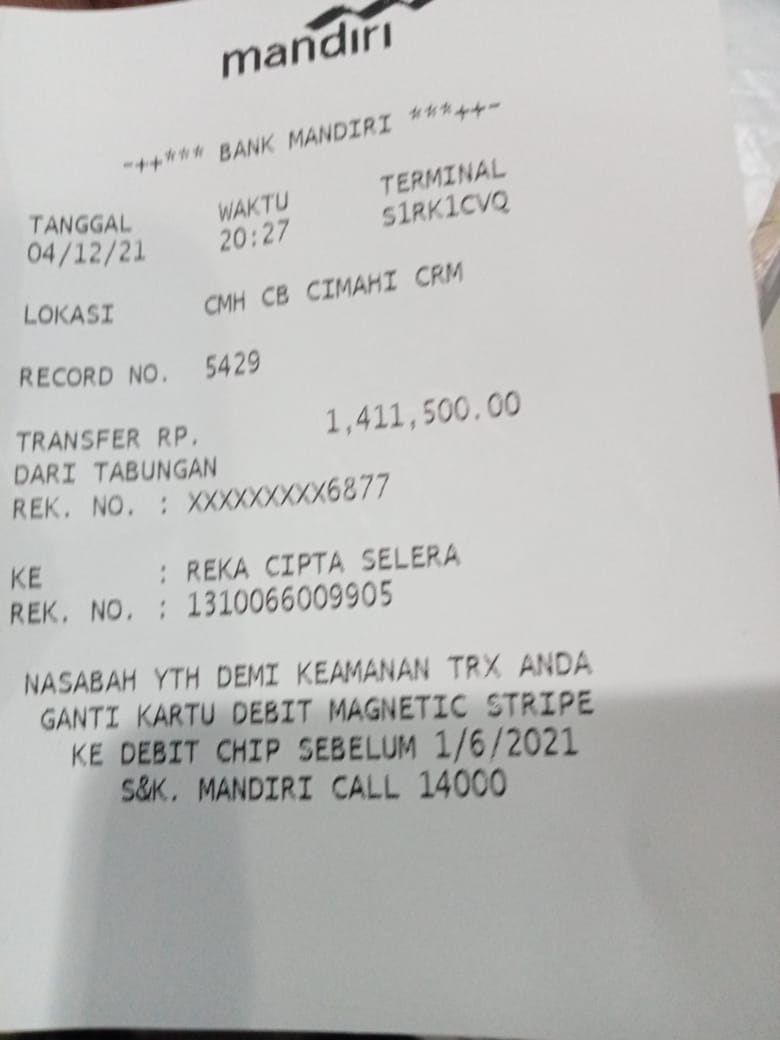 mandiri
-++*** BANK MANDIRI ***++-
TANGGAL WAKTU TERMINAL
04/12/21 20:27 S1RK1CVQ
LOKASI CMH CB CIMAHI CRM
RECORD NO. 5429
TRANSFER RP. 1,411,500.00
DARI TABUNGAN
REK. NO. : XXXXXXXXX6877
KE : REKA CIPTA SELERA
REK. NO. : 1310066009905
NASABAH YTH DEMI KEAMANAN TRX ANDA
GANTI KARTU DEBIT MAGNETIC STRIPE
KE DEBIT CHIP SEBELUM 1/6/2021
S&K. MANDIRI CALL 14000